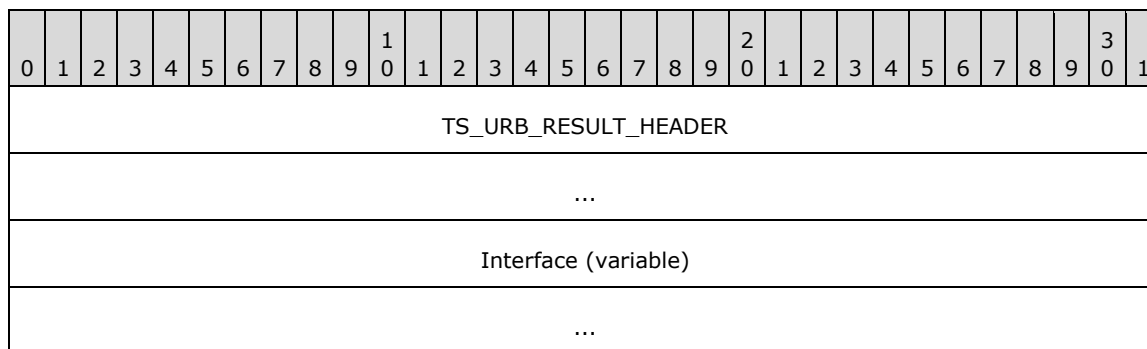 1 2 3
0 1 2 3 4 5 6 7 8 9 0 1 2 3 4 5 6 7 8 9 0 1 2 3 4 5 6 7 8 9 0 1
TS_URB_RESULT_HEADER
...
Interface (variable)
...